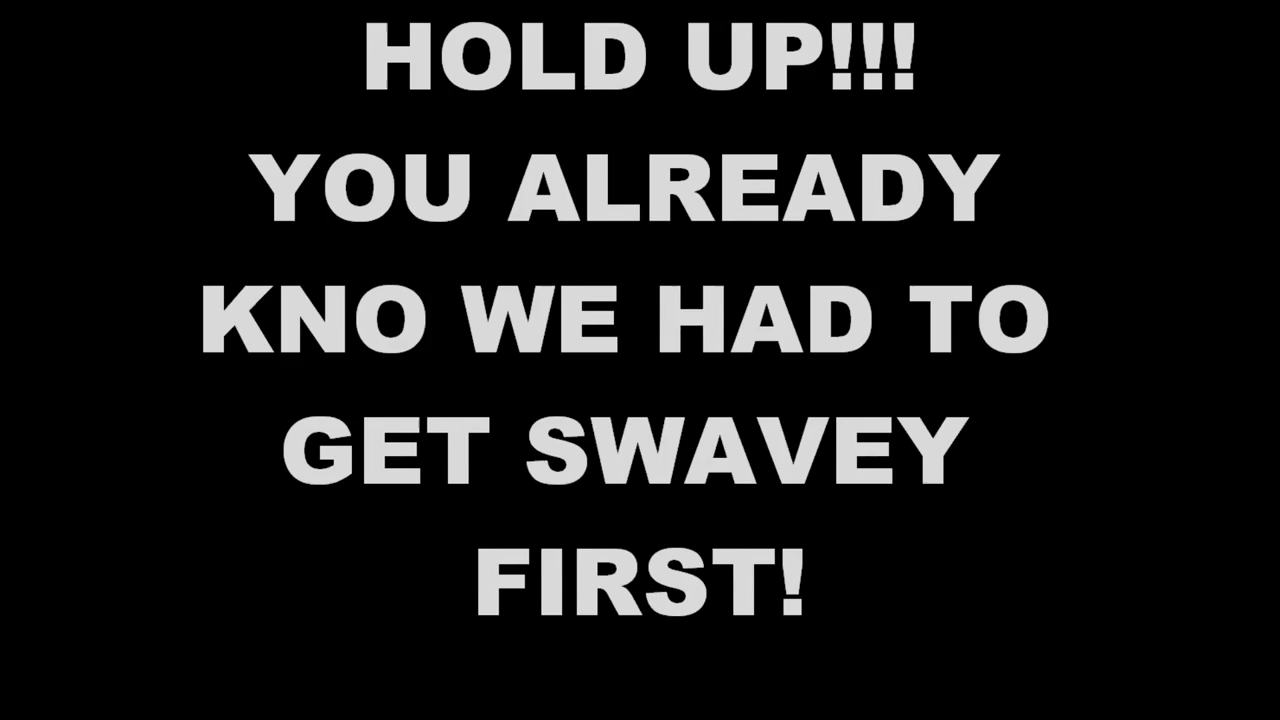 HOLD UP!!!
YOU ALREADY
KNO WE HAD TO
GET SWAVEY
FIRST!